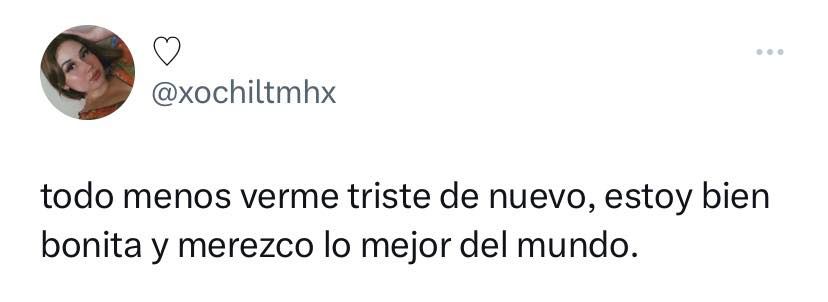 ♡
@xochiltmhx
todo menos verme triste de nuevo, estoy bien
bonita y merezco lo mejor del mundo.